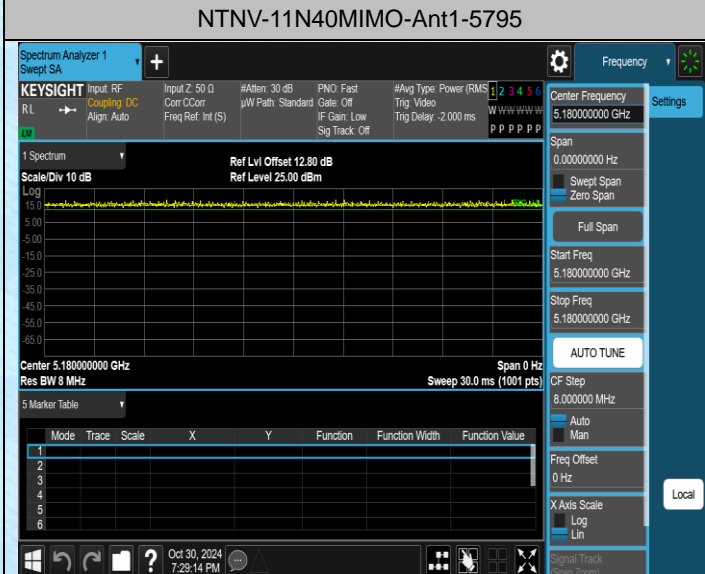 NTNV-11N40MIMO-Ant1-5795
Spectrum Analyzer 1
Swept SA
Frequency
KEYSIGHT
RL
LXI
Input: RF
Coupling: DC
Align: Auto
Input Z: 50 Ω
Corr CCorr
Freq Ref: Int (S)
#Atten: 30 dB
µW Path: Standard
PNO: Fast
Gate: Off
IF Gain: Low
Sig Track: Off
#Avg Type: Power (RMS
Trig: Video
Trig Delay: -2.000 ms
1 2 3 4 5 6
W W W W W W
P P P P P P
Settings
1 Spectrum
Scale/Div 10 dB
Ref Lvl Offset 12.80 dB
Ref Level 25.00 dBm
Log
15.0
5.00
-5.00
-15.0
-25.0
-35.0
-45.0
-55.0
-65.0
Center 5.180000000 GHz
Span 0 Hz
Res BW 8 MHz
Sweep 30.0 ms (1001 pts)
5 Marker Table
Mode Trace Scale X Y Function Function Width Function Value
1
2
3
4
5
6
Center Frequency
5.180000000 GHz
Span
0.00000000 Hz
Swept Span
Zero Span
Full Span
Start Freq
5.180000000 GHz
Stop Freq
5.180000000 GHz
AUTO TUNE
CF Step
8.000000 MHz
Auto
Man
Freq Offset
0 Hz
X Axis Scale
Log
Lin
Signal Track
(Span Zoom)
Local
Oct 30, 2024
7:29:14 PM